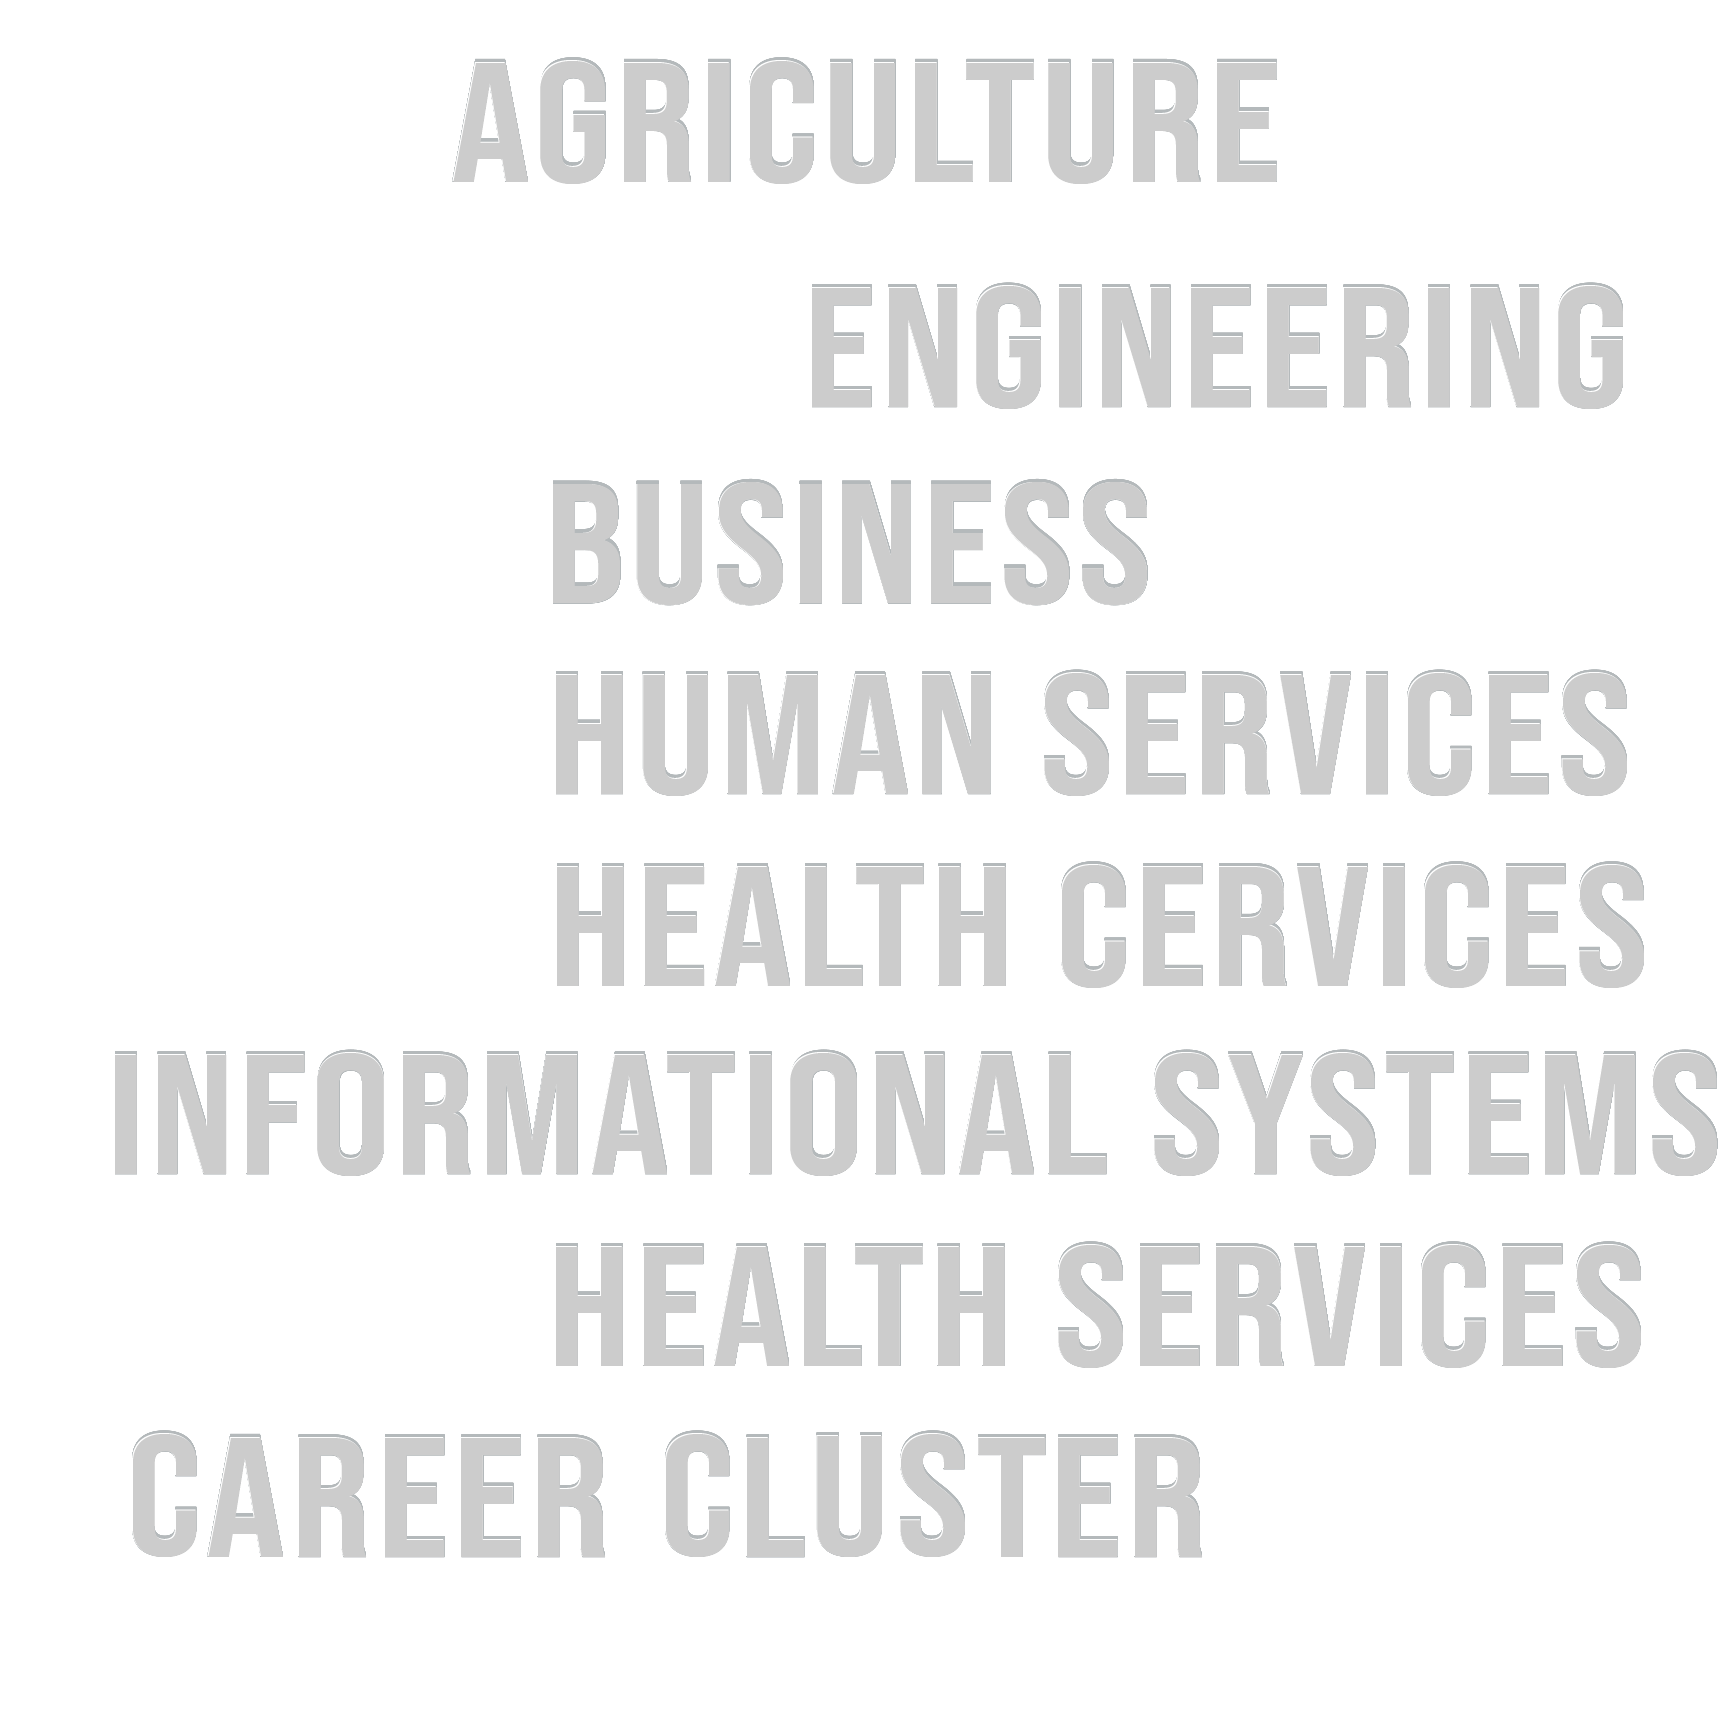 AGRICULTURE
ENGINEERING
BUSINESS
HUMAN SERVICES
HEALTH CERVICES
INFORMATIONAL SYSTEMS
HEALTH SERVICES
CAREER CLUSTER